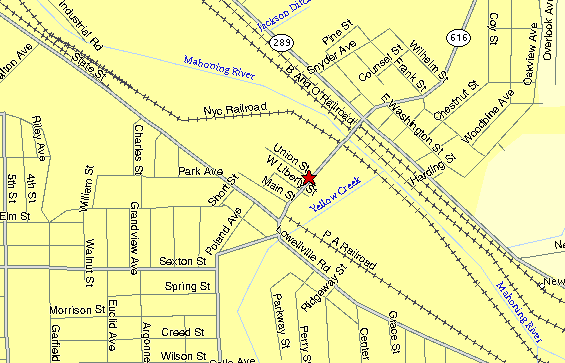 Jackson Ditch
Industrial Rd
State St
Mahoning River
289
Pine St
Snyder Ave
616
Coy St
Oakview Ave
Overlook Ave
Wilhelm St
Counsel St
Frank St
B And O Railroad
Nyc Railroad
Chestnut St
E Washington St
Woodbine Ave
Harding St
Riley Ave
Charles St
Union St
W Liberty St
Park Ave
Main St
Short St
Yellow Creek
5th St
4th St
William St
Elm St
Grandview Ave
Poland Ave
P A Railroad
Lowellville Rd
Walnut St
Sexton St
Ridgeway St
Mahoning River
New
Spring St
Morrison St
Euclid Ave
Argonne
Creed St
Wilson St
Garfield
Parkway St
Perry S
Center
Grace St